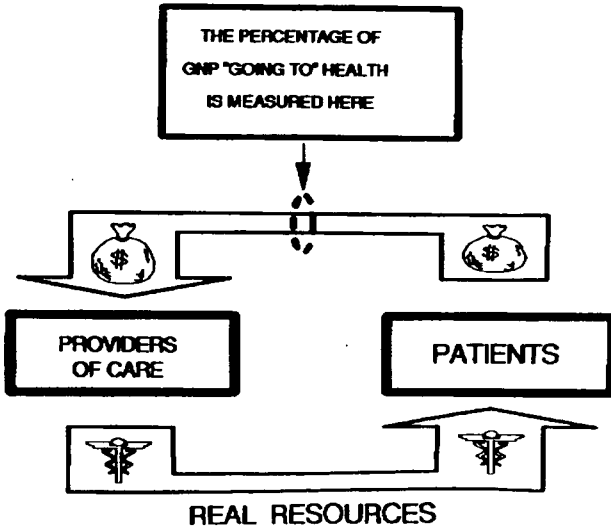 THE PERCENTAGE OF
GNP "GOING TO" HEALTH
IS MEASURED HERE
$
$
PROVIDERS
OF CARE
PATIENTS
REAL RESOURCES